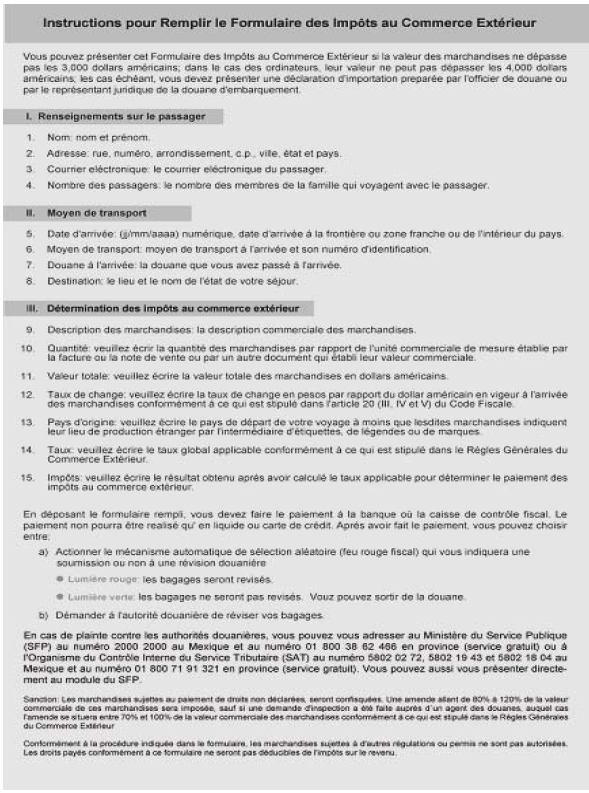 Instructions pour Remplir le Formulaire des Impôts au Commerce Extérieur
Vous pouvez présenter cet Formulaire des Impôts au Commerce Extérieur si la valeur des marchandises ne dépasse
pas les 3,000 dollars américains; dans le cas des ordinateurs, leur valeur ne peut pas dépasser les 4,000 dollars
américains; les cas échéant, vous devez présenter une déclaration d'importation preparée par l'officier de douane ou
par le représentant juridique de la douane d'embarquement.
I. Renseignements sur le passager
1. Nom: nom et prénom.
2. Adresse: rue, numéro, arrondissement, c.p., ville, état et pays.
3. Courrier eléctronique: le courrier eléctronique du passager.
4. Nombre des passagers: le nombre des membres de la famille qui voyagent avec le passager.
II. Moyen de transport
5. Date d'arrivée: (jj/mm/aaaa) numérique, date d'arrivée à la frontière ou zone franche ou de l'intérieur du pays.
6. Moyen de transport: moyen de transport à l'arrivée et son numéro d'identification.
7. Douane à l'arrivée: la douane que vous avez passé à l'arrivée.
8. Destination: le lieu et le nom de l'état de votre séjour.
III. Détermination des impôts au commerce extérieur
9. Description des marchandises: la description commerciale des marchandises.
10. Quantité: veuillez écrir la quantité des marchandises par rapport de l'unité commerciale de mesure établie par
la facture ou la note de vente ou par un autre document qui établi leur valeur commerciale.
11. Valeur totale: veuillez écrire la valeur totale des marchandises en dollars américains.
12. Taux de change: veuillez écrire la taux de change en pesos par rapport du dollar américain en vigeur à l'arrivée
des marchandises conformément à ce qui est stipulé dans l'article 20 (III, IV et V) du Code Fiscale.
13. Pays d'origine: veuillez écrire le pays de départ de votre voyage à moins que lesdites marchandises indiquent
leur lieu de production étranger par l'intermédiaire d'étiquettes, de légendes ou de marques.
14. Taux: veuillez écrire le taux global applicable conformément à ce qui est stipulé dans le Régles Générales du
Commerce Extérieur.
15. Impôts: veuillez écrire le résultat obtenu après avoir calculé le taux applicable pour déterminer le paiement des
impôts au commerce extérieur.
En déposant le formulaire rempli, vous devez faire le paiement à la banque où la caisse de contrôle fiscal. Le
paiement non pourra être realisé qu' en liquide ou carte de crédit. Après avoir fait le paiement, vous pouvez choisir
entre:
a) Actionner le mécanisme automatique de sélection aléatoire (feu rouge fiscal) qui vous indiquera une
soumission ou non à une révision douanière
● Lumière rouge: les bagages seront revisés.
● Lumière verte: les bagages ne seront pas revisés. Vouz pouvez sortir de la douane.
b) Démander à l'autorité douanière de réviser vos bagages.
En cas de plainte contre les authorités douanières, vous pouvez vous adresser au Ministère du Service Publique
(SFP) au numéro 2000 2000 au Mexique et au numéro 01 800 38 62 466 en province (service gratuit) ou à
l'Organisme du Contrôle Interne du Service Tributaire (SAT) au numéro 5802 02 72, 5802 19 43 et 5802 18 04 au
Mexique et au numéro 01 800 71 91 321 en province (service gratuit). Vous pouvez aussi vous présenter directe-
ment au module du SFP.
Sanction: Les marchandises sujettes au paiement de droits non déclarées, seront confisquées. Une amende allant de 80% à 120% de la valeur
commerciale de ces marchandises sera imposée, sauf si une demande d'inspection a été faite auprès d'un agent des douanes, auquel cas
l'amende se situera entre 70% et 100% de la valeur commerciale des marchandises conformément à ce qui est stipulé dans le Régles Générales
du Commerce Extérieur
Conformément à la procédure indiquée dans le formulaire, les marchandises sujettes à d'autres régulations ou permis ne sont pas autorisées.
Les droits payés conformément à ce formulaire ne seront pas déducibles de l'impôts sur le revenu.